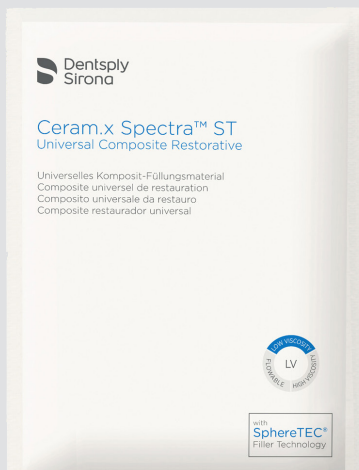 Dentsply
Sirona
Ceram.x Spectra™ ST
Universal Composite Restorative
Universelles Komposit-Füllungsmaterial
Composite universel de restauration
Composito universale da restauro
Composite restaurador universal
LOW VISCOSITY
LV
FLOWABLE
HIGH VISCOSITY
with
SphereTEC®
Filler Technology